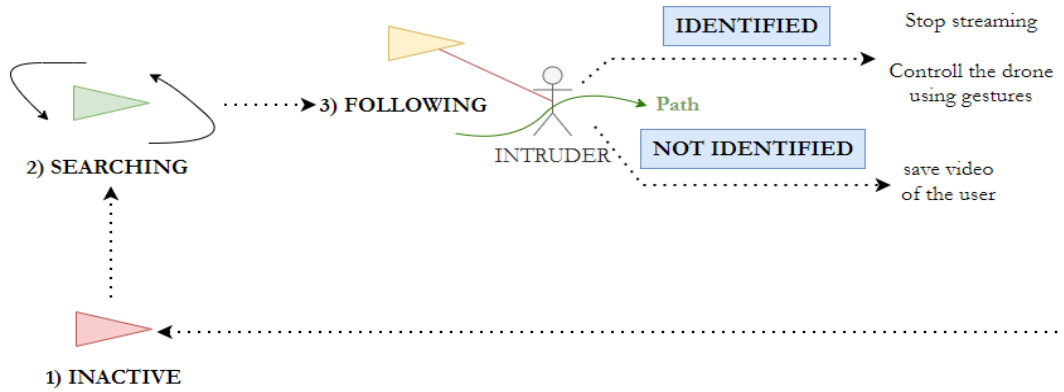 IDENTIFIED
Stop streaming
Controll the drone
using gestures
3) FOLLOWING
Path
INTRUDER
NOT IDENTIFIED
save video
of the user
2) SEARCHING
1) INACTIVE